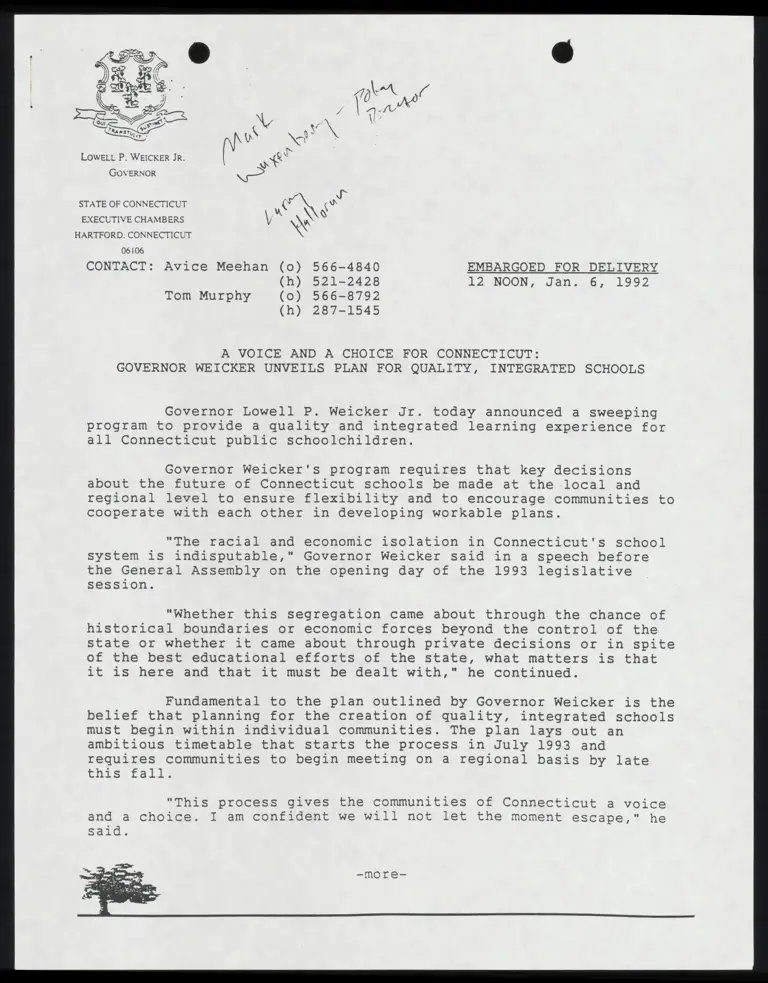 QUI TRANSTULIT SUSTINET
Mark
Waxenberg - Policy
Director
Larry
Halloran
LOWELL P. WEICKER JR.
GOVERNOR
STATE OF CONNECTICUT
EXECUTIVE CHAMBERS
HARTFORD, CONNECTICUT
06106
CONTACT: Avice Meehan (o) 566-4840
(h) 521-2428
Tom Murphy (o) 566-8792
(h) 287-1545
EMBARGOED FOR DELIVERY
12 NOON, Jan. 6, 1992
A VOICE AND A CHOICE FOR CONNECTICUT:
GOVERNOR WEICKER UNVEILS PLAN FOR QUALITY, INTEGRATED SCHOOLS
Governor Lowell P. Weicker Jr. today announced a sweeping
program to provide a quality and integrated learning experience for
all Connecticut public schoolchildren.
Governor Weicker's program requires that key decisions
about the future of Connecticut schools be made at the local and
regional level to ensure flexibility and to encourage communities to
cooperate with each other in developing workable plans.
"The racial and economic isolation in Connecticut's school
system is indisputable," Governor Weicker said in a speech before
the General Assembly on the opening day of the 1993 legislative
session.
"Whether this segregation came about through the chance of
historical boundaries or economic forces beyond the control of the
state or whether it came about through private decisions or in spite
of the best educational efforts of the state, what matters is that
it is here and that it must be dealt with," he continued.
Fundamental to the plan outlined by Governor Weicker is the
belief that planning for the creation of quality, integrated schools
must begin within individual communities. The plan lays out an
ambitious timetable that starts the process in July 1993 and
requires communities to begin meeting on a regional basis by late
this fall.
"This process gives the communities of Connecticut a voice
and a choice. I am confident we will not let the moment escape," he
said.
-more-